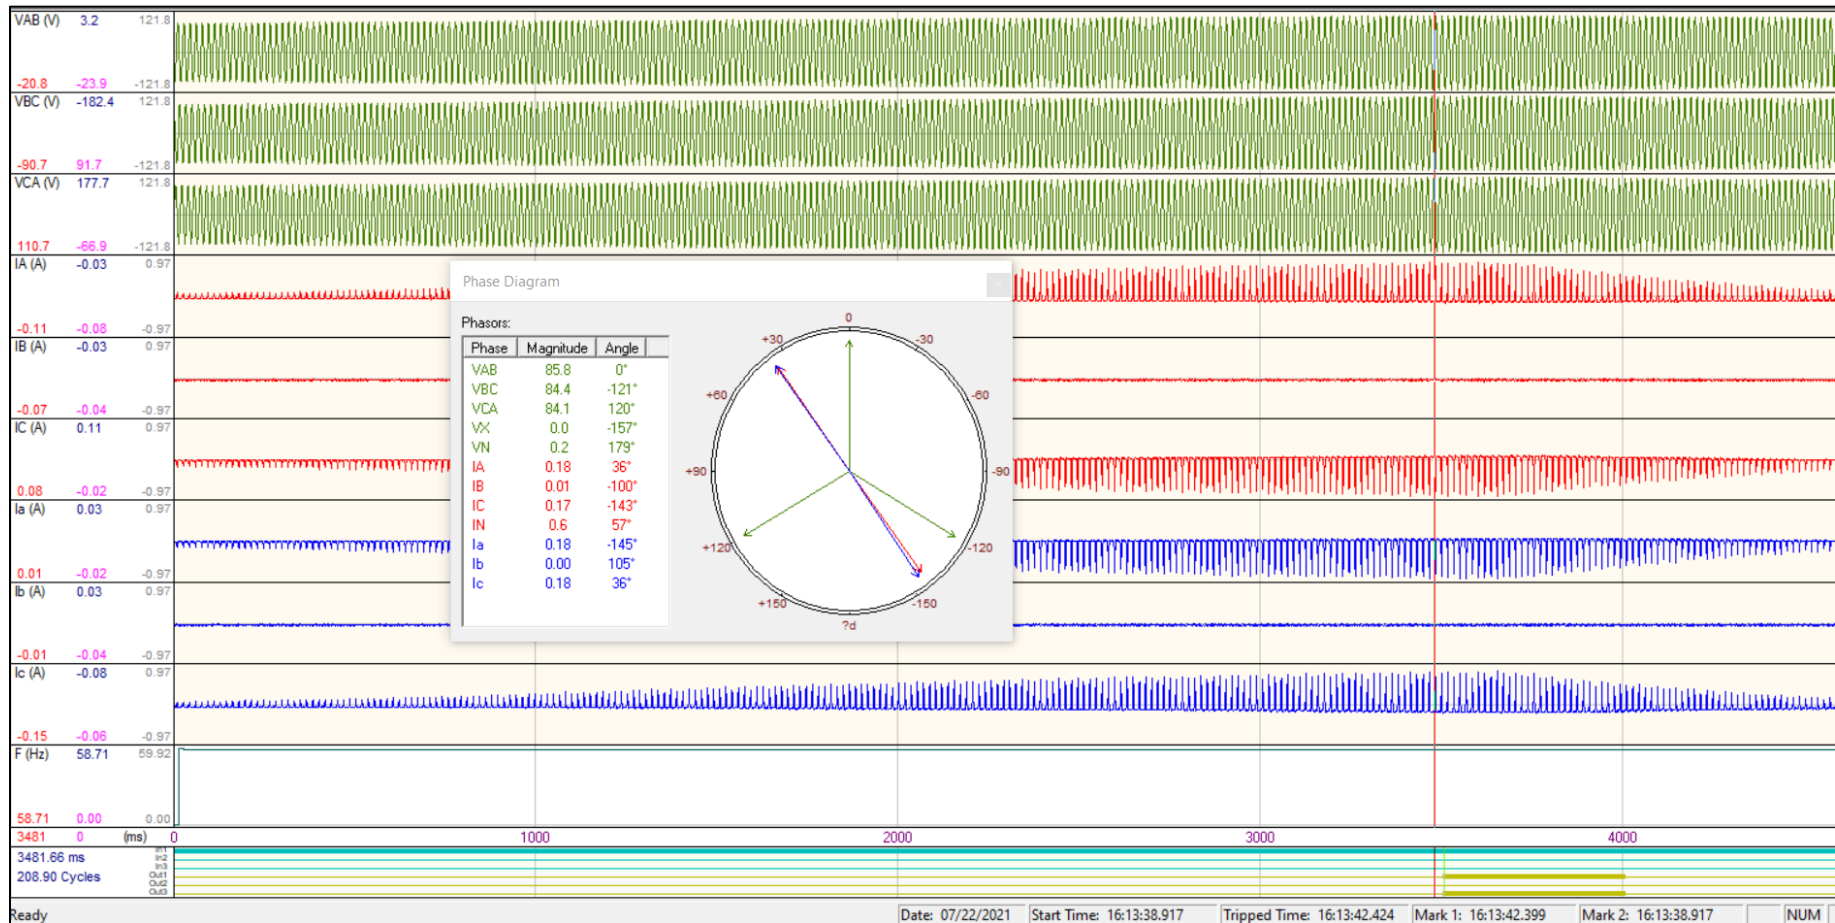 VAB (V) 3.2 121.8
-20.8 -23.9 -121.8
VBC (V) -182.4 121.8
-90.7 91.7 -121.8
VCA (V) 177.7 121.8
110.7 -66.9 -121.8
IA (A) -0.03 0.97
-0.11 -0.08 -0.97
IB (A) -0.03 0.97
-0.07 -0.04 -0.97
IC (A) 0.11 0.97
0.08 -0.02 -0.97
Ia (A) 0.03 0.97
0.01 -0.02 -0.97
Ib (A) 0.03 0.97
-0.01 -0.04 -0.97
Ic (A) -0.08 0.97
-0.15 -0.06 -0.97
F (Hz) 58.71 59.92
58.71 0.00 0.00
3481 0 (ms) 0 1000 2000 3000 4000
Phase Diagram
Phasors:
Phase Magnitude Angle
VAB 85.8 0°
VBC 84.4 -121°
VCA 84.1 120°
VX 0.0 -157°
VN 0.2 179°
IA 0.18 36°
IB 0.01 -100°
IC 0.17 -143°
IN 0.6 57°
Ia 0.18 -145°
Ib 0.00 105°
Ic 0.18 36°
0
+30 -30
+60 -60
+90 -90
+120 -120
+150 -150
?d
3481.66 ms
208.90 Cycles
In1
In2
In3
Out1
Out2
Out3
Ready Date: 07/22/2021 Start Time: 16:13:38.917 Tripped Time: 16:13:42.424 Mark 1: 16:13:42.399 Mark 2: 16:13:38.917 NUM